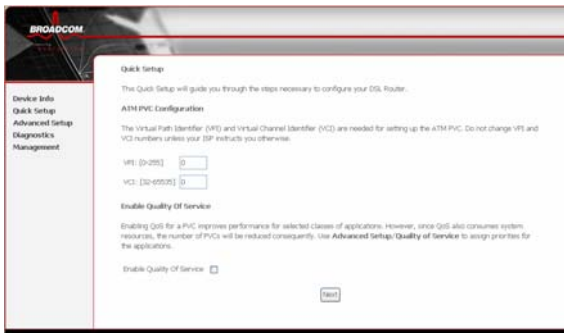 BROADCOM
Device Info
Quick Setup
Advanced Setup
Diagnostics
Management
Quick Setup
This Quick Setup will guide you through the steps necessary to configure your DSL Router.
ATM PVC Configuration
The Virtual Path Identifier (VPI) and Virtual Channel Identifier (VCI) are needed for setting up the ATM PVC. Do not change VPI and
VCI numbers unless your ISP instructs you otherwise.
VPI: [0-255] 0
VCI: [32-65535] 0
Enable Quality Of Service
Enabling QoS for a PVC improves performance for selected classes of applications. However, since QoS also consumes system
resources, the number of PVCs will be reduced consequently. Use Advanced Setup/Quality of Service to assign priorities for
the applications.
Enable Quality Of Service
Next